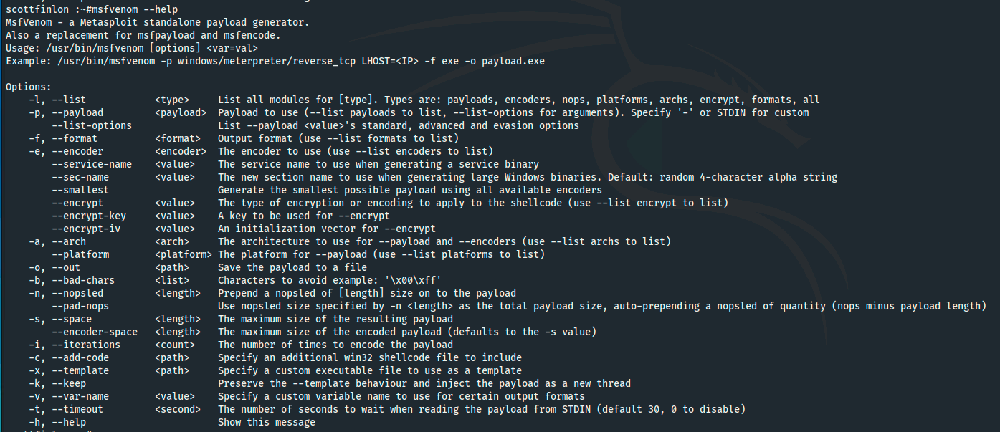 scottfinlon :~#msfvenom --help
MsfVenom - a Metasploit standalone payload generator.
Also a replacement for msfpayload and msfencode.
Usage: /usr/bin/msfvenom [options] <var=val>
Example: /usr/bin/msfvenom -p windows/meterpreter/reverse_tcp LHOST=<IP> -f exe -o payload.exe

Options:
    -l, --list            <type>     List all modules for [type]. Types are: payloads, encoders, nops, platforms, archs, encrypt, formats, all
    -p, --payload         <payload>  Payload to use (--list payloads to list, --list-options for arguments). Specify '-' or STDIN for custom
        --list-options               List --payload <value>'s standard, advanced and evasion options
    -f, --format          <format>   Output format (use --list formats to list)
    -e, --encoder         <encoder>  The encoder to use (use --list encoders to list)
        --service-name    <value>    The service name to use when generating a service binary
        --sec-name        <value>    The new section name to use when generating large Windows binaries. Default: random 4-character alpha string
        --smallest                   Generate the smallest possible payload using all available encoders
        --encrypt         <value>    The type of encryption or encoding to apply to the shellcode (use --list encrypt to list)
        --encrypt-key     <value>    A key to be used for --encrypt
        --encrypt-iv      <value>    An initialization vector for --encrypt
    -a, --arch            <arch>     The architecture to use for --payload and --encoders (use --list archs to list)
        --platform        <platform> The platform for --payload (use --list platforms to list)
    -o, --out             <path>     Save the payload to a file
    -b, --bad-chars       <list>     Characters to avoid example: '\x00\xff'
    -n, --nopsled         <length>   Prepend a nopsled of [length] size on to the payload
        --pad-nops                   Use nopsled size specified by -n <length> as the total payload size, auto-prepending a nopsled of quantity (nops minus payload length)
    -s, --space           <length>   The maximum size of the resulting payload
        --encoder-space   <length>   The maximum size of the encoded payload (defaults to the -s value)
    -i, --iterations      <count>    The number of times to encode the payload
    -c, --add-code        <path>     Specify an additional win32 shellcode file to include
    -x, --template        <path>     Specify a custom executable file to use as a template
    -k, --keep                       Preserve the --template behaviour and inject the payload as a new thread
    -v, --var-name        <value>    Specify a custom variable name to use for certain output formats
    -t, --timeout         <second>   The number of seconds to wait when reading the payload from STDIN (default 30, 0 to disable)
    -h, --help                       Show this message